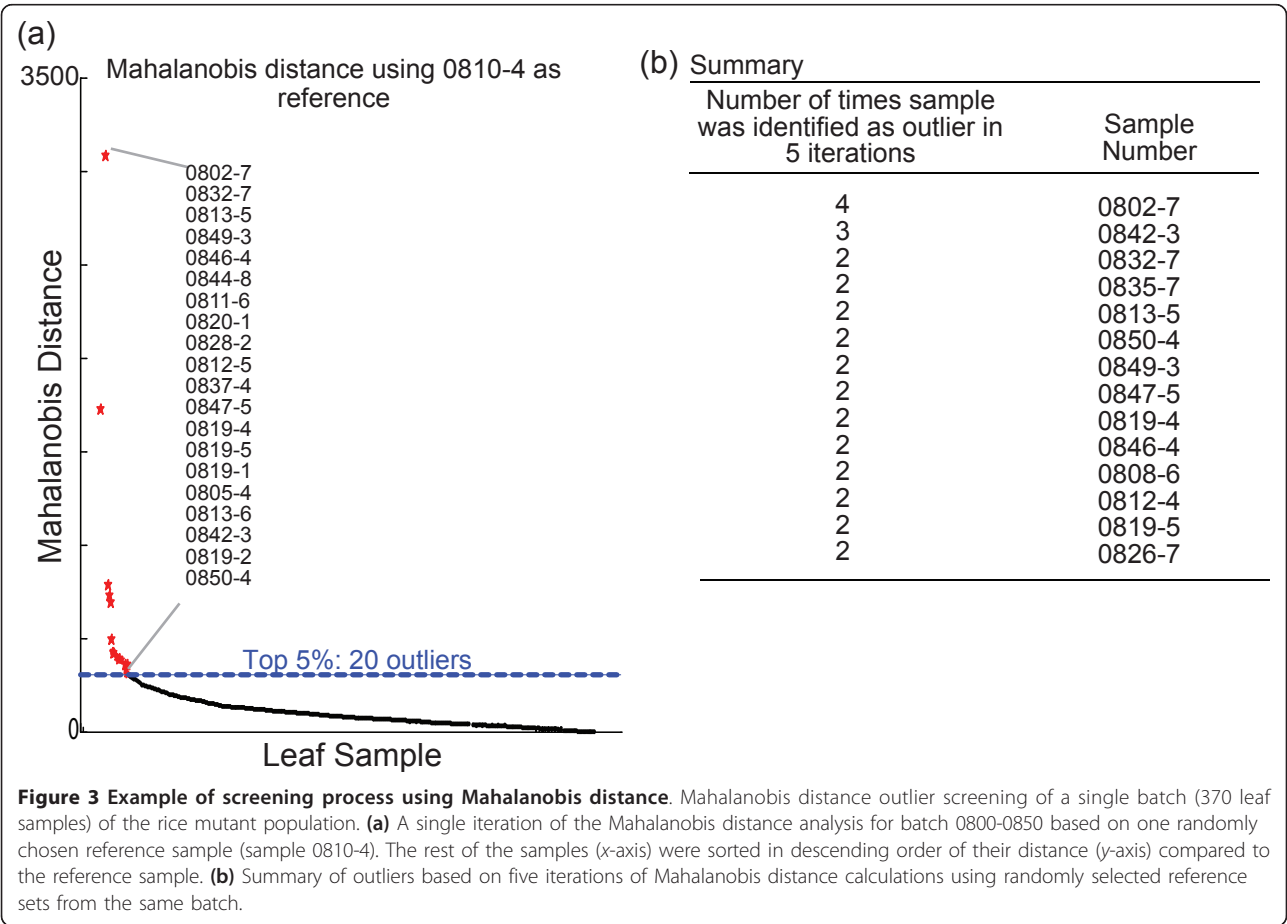 (a)
3500
Mahalanobis distance using 0810-4 as
reference
0802-7
0832-7
0813-5
0849-3
0846-4
0844-8
0811-6
0820-1
0828-2
0812-5
0837-4
0847-5
0819-4
0819-5
0819-1
0805-4
0813-6
0842-3
0819-2
0850-4
Mahalanobis Distance
Top 5%: 20 outliers
0
Leaf Sample
(b) Summary
Number of times sample
was identified as outlier in
5 iterations
Sample
Number
4 0802-7
3 0842-3
2 0832-7
2 0835-7
2 0813-5
2 0850-4
2 0849-3
2 0847-5
2 0819-4
2 0846-4
2 0808-6
2 0812-4
2 0819-5
2 0826-7
Figure 3 Example of screening process using Mahalanobis distance. Mahalanobis distance outlier screening of a single batch (370 leaf
samples) of the rice mutant population. (a) A single iteration of the Mahalanobis distance analysis for batch 0800-0850 based on one randomly
chosen reference sample (sample 0810-4). The rest of the samples (x-axis) were sorted in descending order of their distance (y-axis) compared to
the reference sample. (b) Summary of outliers based on five iterations of Mahalanobis distance calculations using randomly selected reference
sets from the same batch.